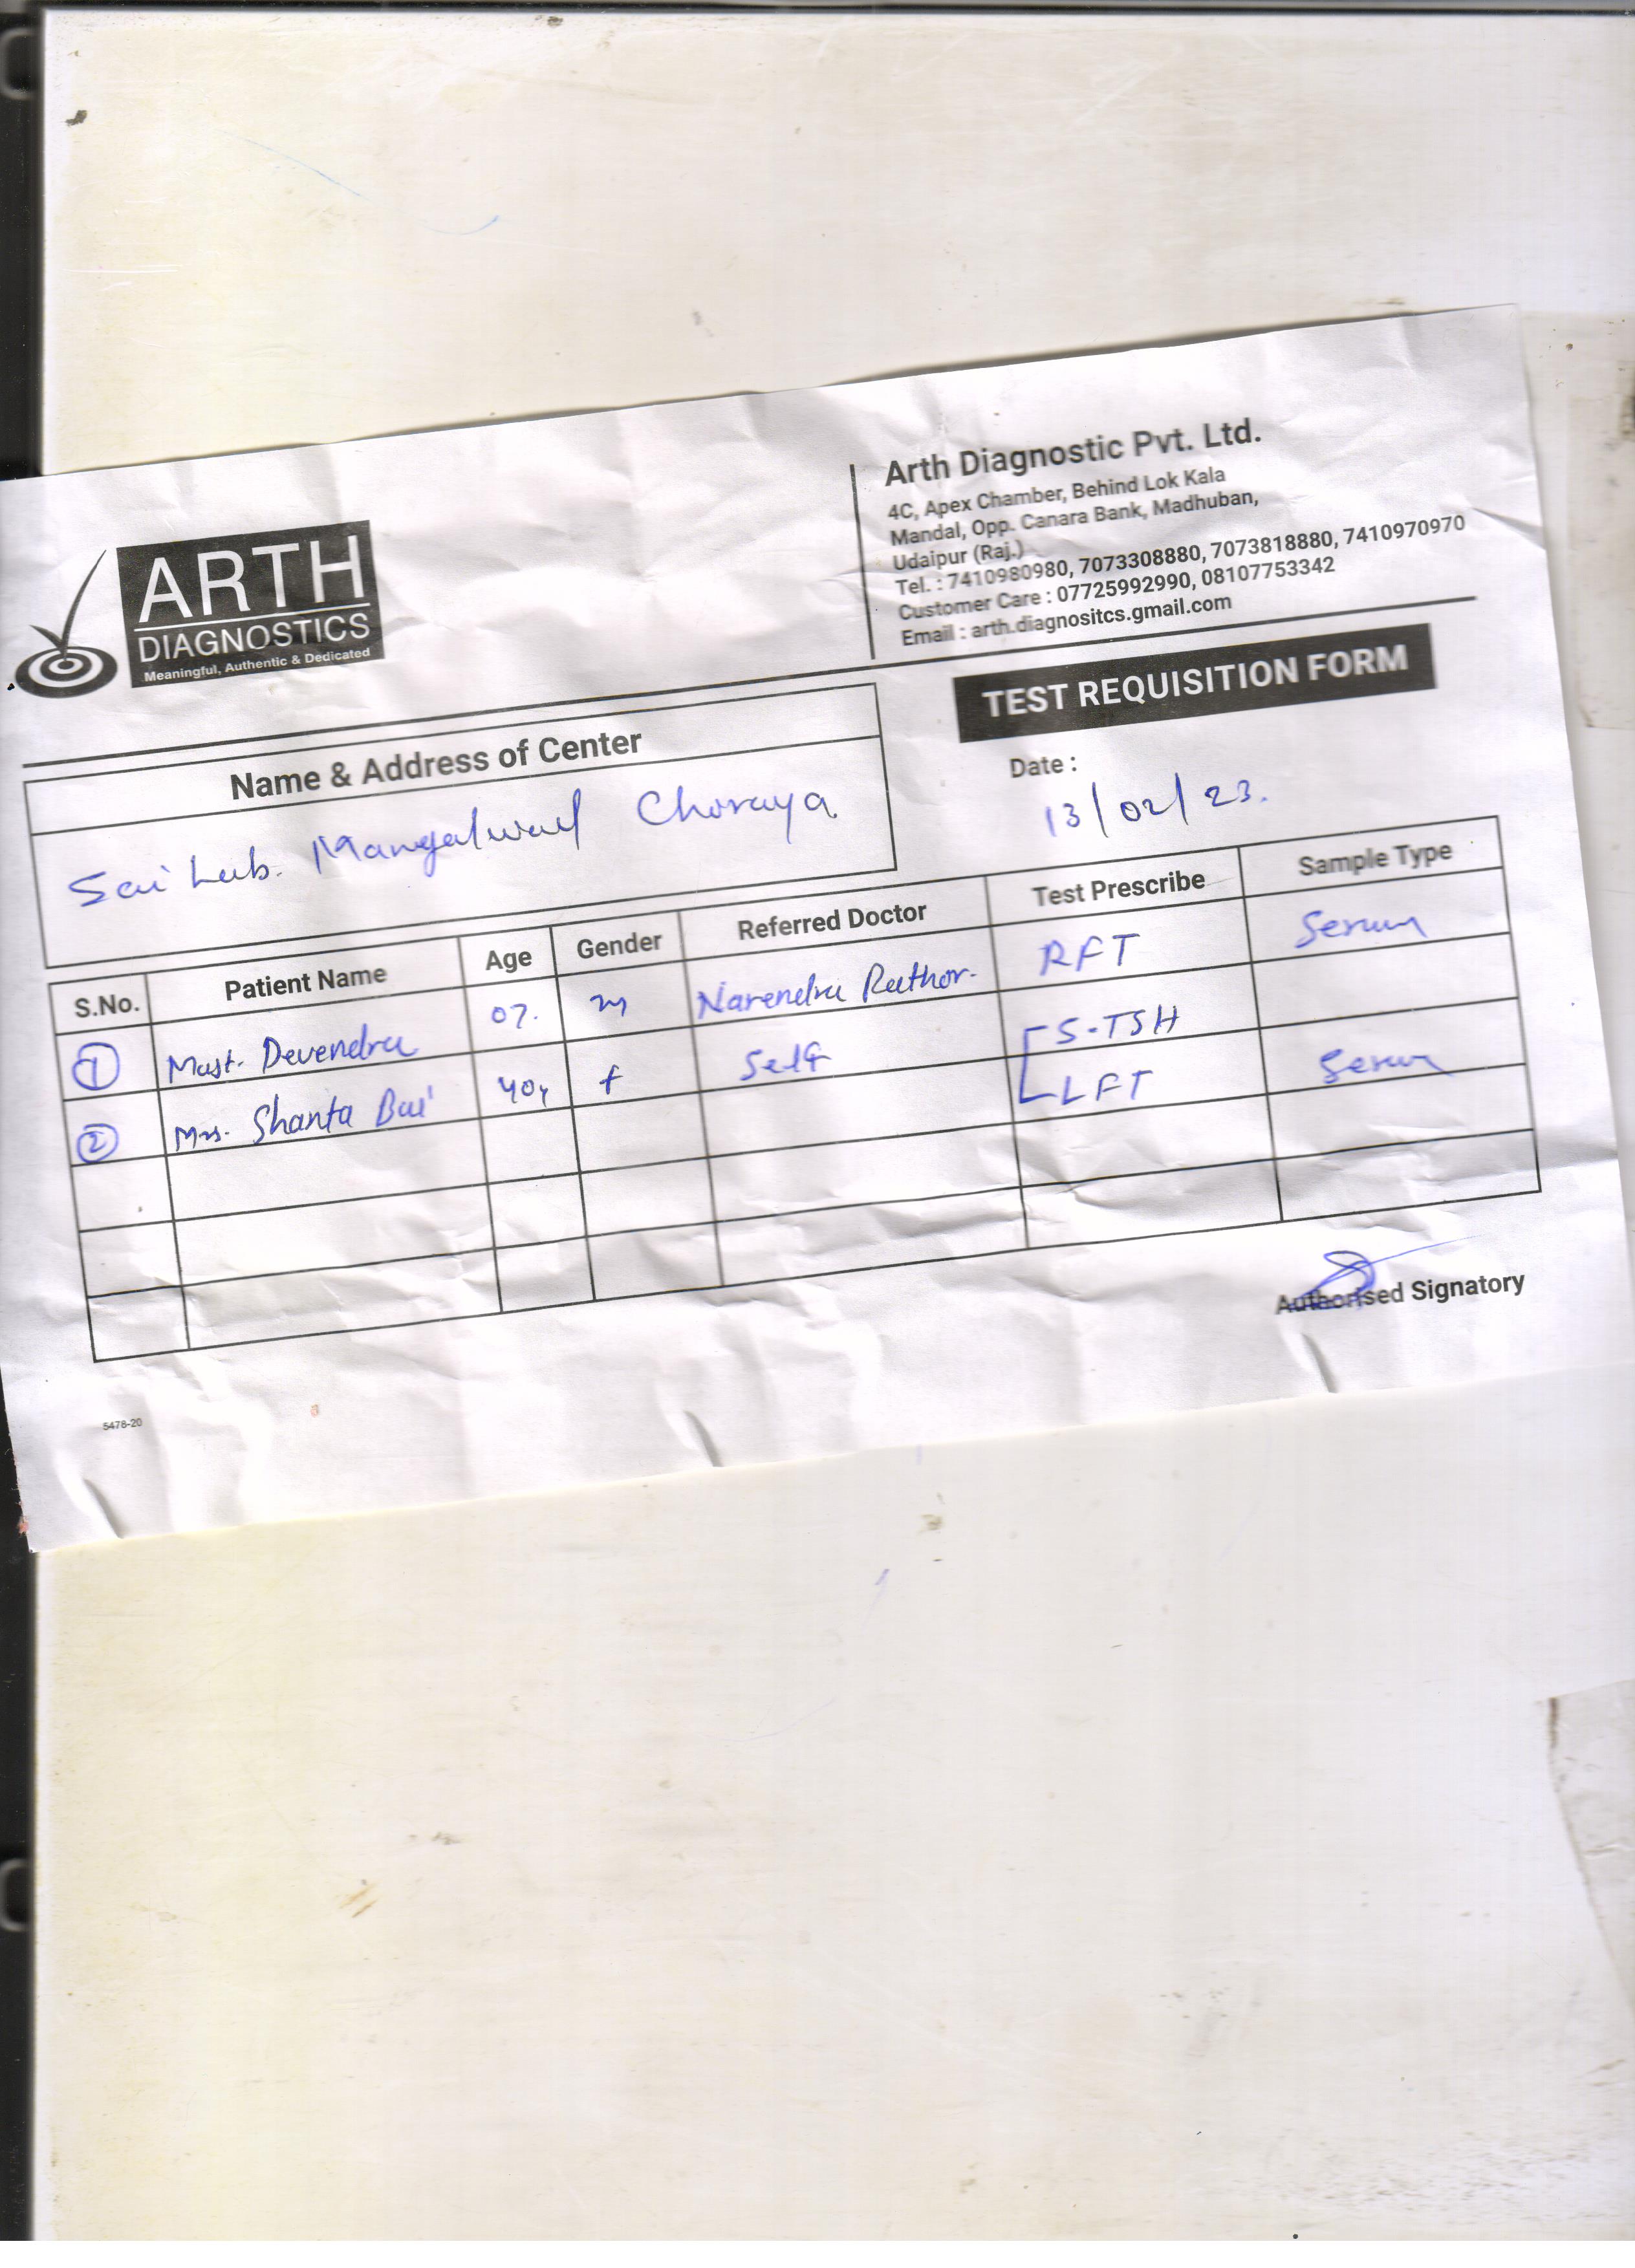 ARTH
DIAGNOSTICS
Meaningful, Authentic & Dedicated
Arth Diagnostic Pvt. Ltd.
4C, Apex Chamber, Behind Lok Kala
Mandal, Opp. Canara Bank, Madhuban,
Udaipur (Raj.)
Tel. : 7410980980, 7073308880, 7073818880, 7410970970
Customer Care : 07725992990, 08107753342
Email : arth.diagnositcs.gmail.com
TEST REQUISITION FORM
Name & Address of Center
Sai Lab. Mangalwad Choraya
Date :
13/02/23.
S.No. Patient Name Age Gender Referred Doctor Test Prescribe Sample Type
1 Mast. Devendra 07. M Narendra Rathor. RFT Serum
2 Mrs. Shanta Bai 40y f Self S-TSH
LFT Serum
Authorised Signatory
5478-20